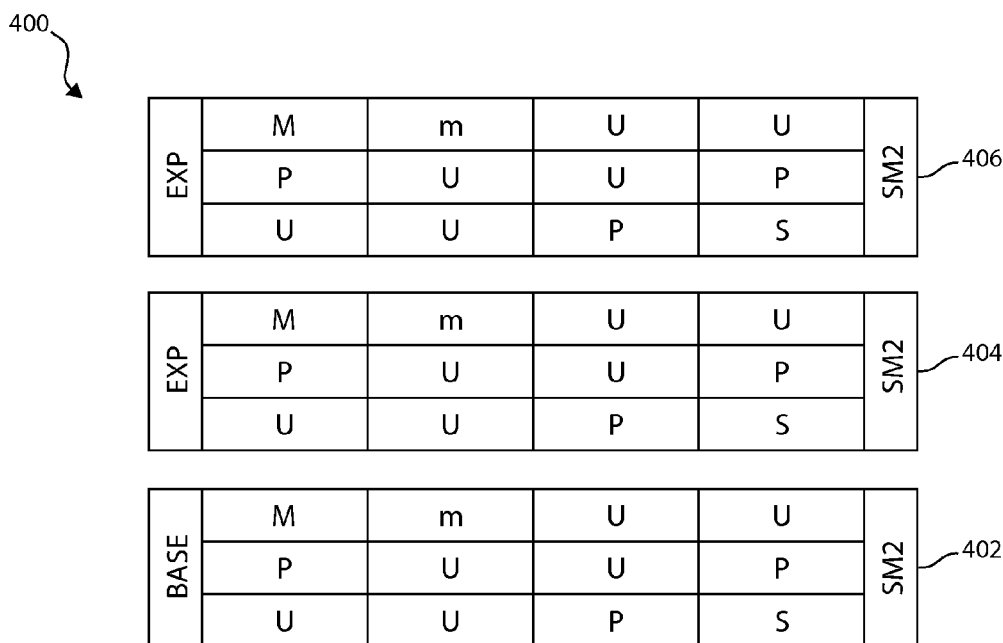 400
EXP M m U U SM2
P U U P
U U P S
406
EXP M m U U SM2
P U U P
U U P S
404
BASE M m U U SM2
P U U P
U U P S
402